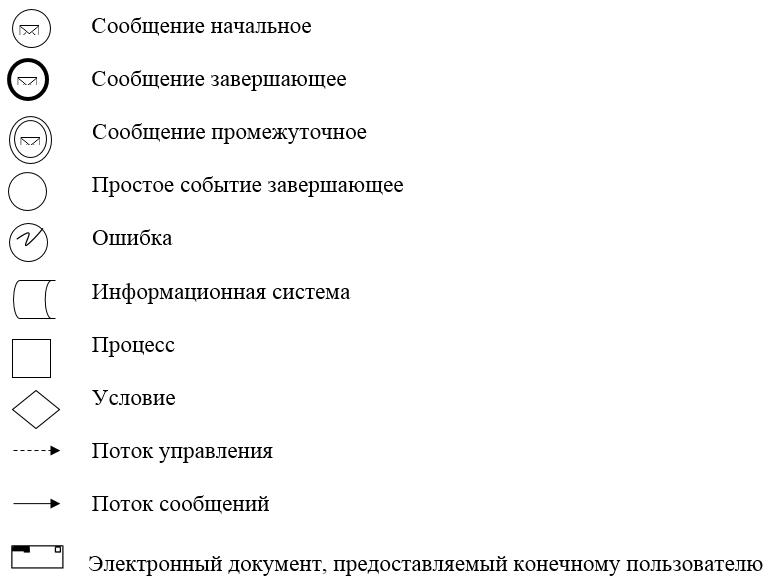 Сообщение начальное
Сообщение завершающее
Сообщение промежуточное
Простое событие завершающее
Ошибка
Информационная система
Процесс
Условие
Поток управления
Поток сообщений
Электронный документ, предоставляемый конечному пользователю